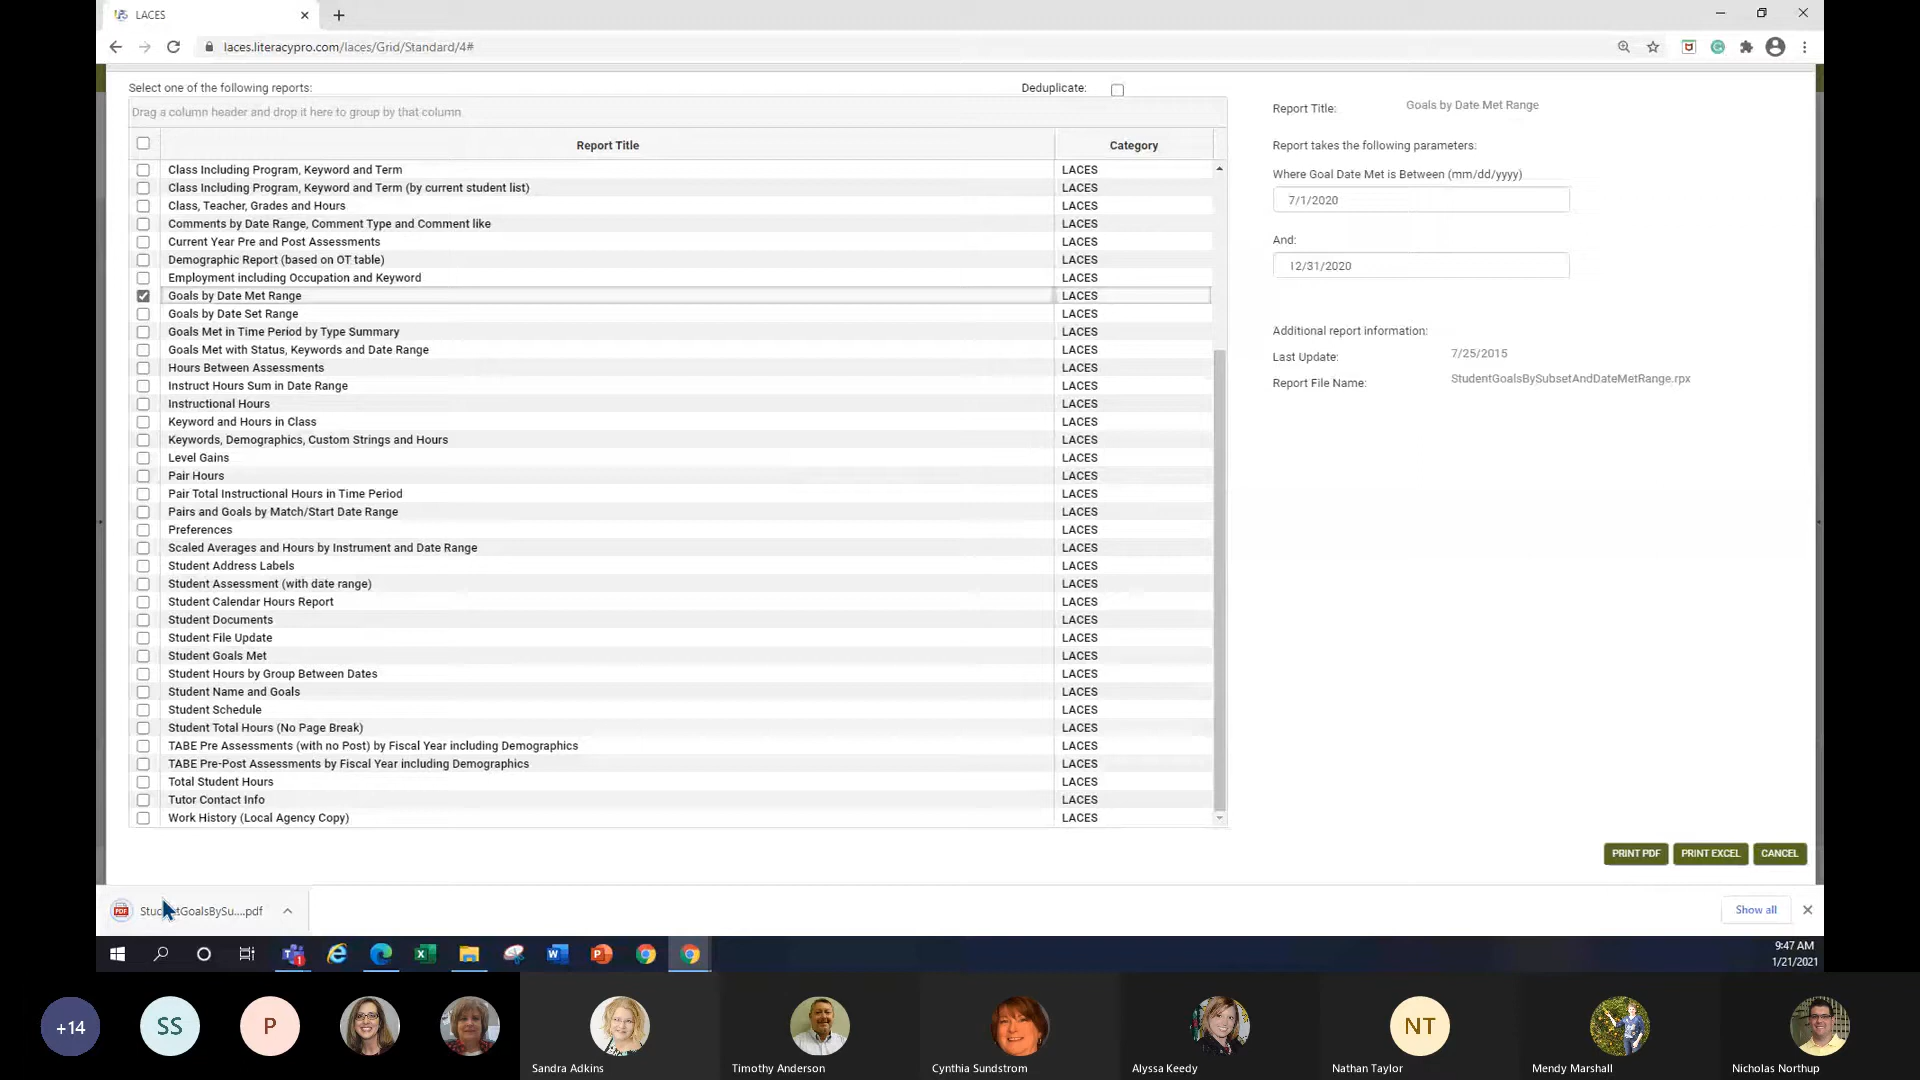 LACES
laces.literacypro.com/laces/Grid/Standard/4#
Select one of the following reports:
Deduplicate:
Drag a column header and drop it here to group by that column
Report Title Category
Class Including Program, Keyword and Term LACES
Class Including Program, Keyword and Term (by current student list) LACES
Class, Teacher, Grades and Hours LACES
Comments by Date Range, Comment Type and Comment like LACES
Current Year Pre and Post Assessments LACES
Demographic Report (based on OT table) LACES
Employment including Occupation and Keyword LACES
Goals by Date Met Range LACES
Goals by Date Set Range LACES
Goals Met in Time Period by Type Summary LACES
Goals Met with Status, Keywords and Date Range LACES
Hours Between Assessments LACES
Instruct Hours Sum in Date Range LACES
Instructional Hours LACES
Keyword and Hours in Class LACES
Keywords, Demographics, Custom Strings and Hours LACES
Level Gains LACES
Pair Hours LACES
Pair Total Instructional Hours in Time Period LACES
Pairs and Goals by Match/Start Date Range LACES
Preferences LACES
Scaled Averages and Hours by Instrument and Date Range LACES
Student Address Labels LACES
Student Assessment (with date range) LACES
Student Calendar Hours Report LACES
Student Documents LACES
Student File Update LACES
Student Goals Met LACES
Student Hours by Group Between Dates LACES
Student Name and Goals LACES
Student Schedule LACES
Student Total Hours (No Page Break) LACES
TABE Pre Assessments (with no Post) by Fiscal Year including Demographics LACES
TABE Pre-Post Assessments by Fiscal Year including Demographics LACES
Total Student Hours LACES
Tutor Contact Info LACES
Work History (Local Agency Copy) LACES
Report Title: Goals by Date Met Range
Report takes the following parameters:
Where Goal Date Met is Between (mm/dd/yyyy)
7/1/2020
And:
12/31/2020
Additional report information:
Last Update: 7/25/2015
Report File Name: StudentGoalsBySubsetAndDateMetRange.rpx
PRINT PDF PRINT EXCEL CANCEL
GoalsBySu....pdf
Show all
9:47 AM
1/21/2021
+14 SS P NT
Sandra Adkins Timothy Anderson Cynthia Sundstrom Alyssa Keedy Nathan Taylor Mendy Marshall Nicholas Northup